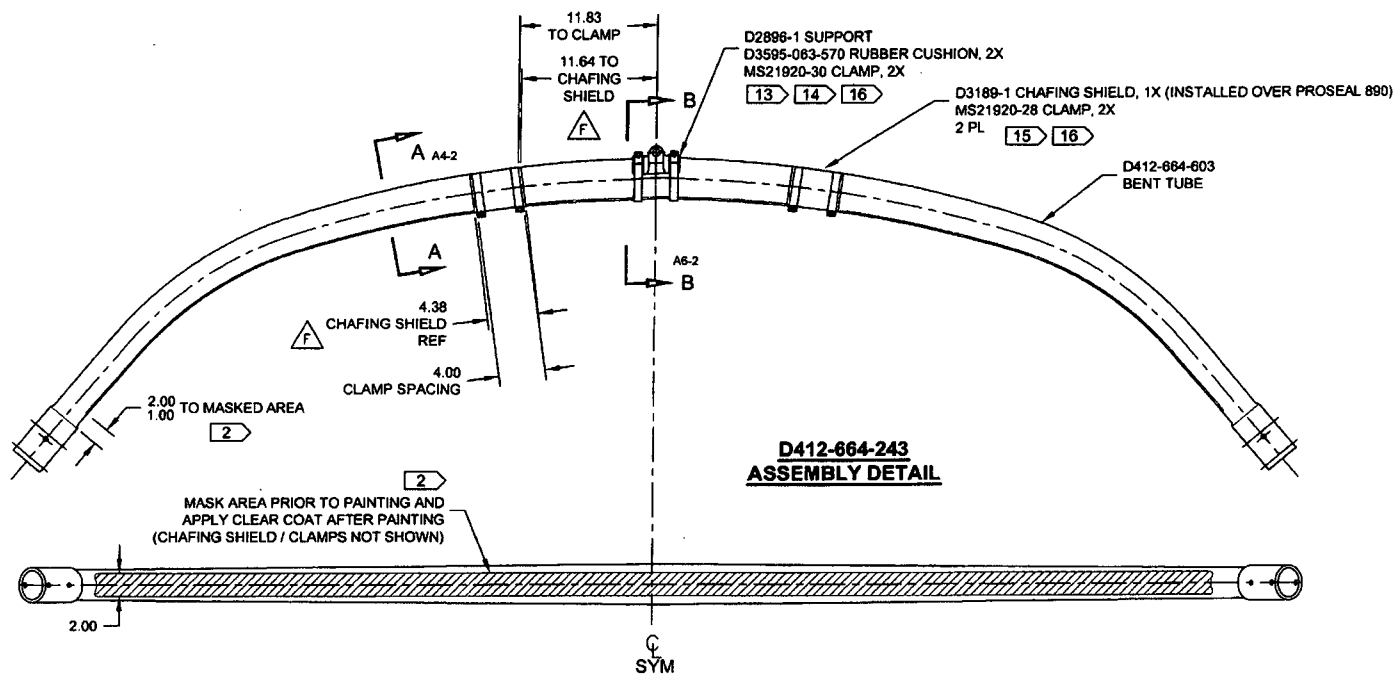 11.83
TO CLAMP
11.64 TO
CHAFING
SHIELD
F
D2896-1 SUPPORT
D3595-063-570 RUBBER CUSHION, 2X
MS21920-30 CLAMP, 2X
13 14 16
B
D3189-1 CHAFING SHIELD, 1X (INSTALLED OVER PROSEAL 890)
MS21920-28 CLAMP, 2X
2 PL 15 16
A A4-2
D412-664-603
BENT TUBE
A
A6-2
B
4.38
CHAFING SHIELD
REF
F
4.00
CLAMP SPACING
2.00
1.00 TO MASKED AREA
2
D412-664-243
ASSEMBLY DETAIL
2
MASK AREA PRIOR TO PAINTING AND
APPLY CLEAR COAT AFTER PAINTING
(CHAFING SHIELD / CLAMPS NOT SHOWN)
2.00
CL
SYM